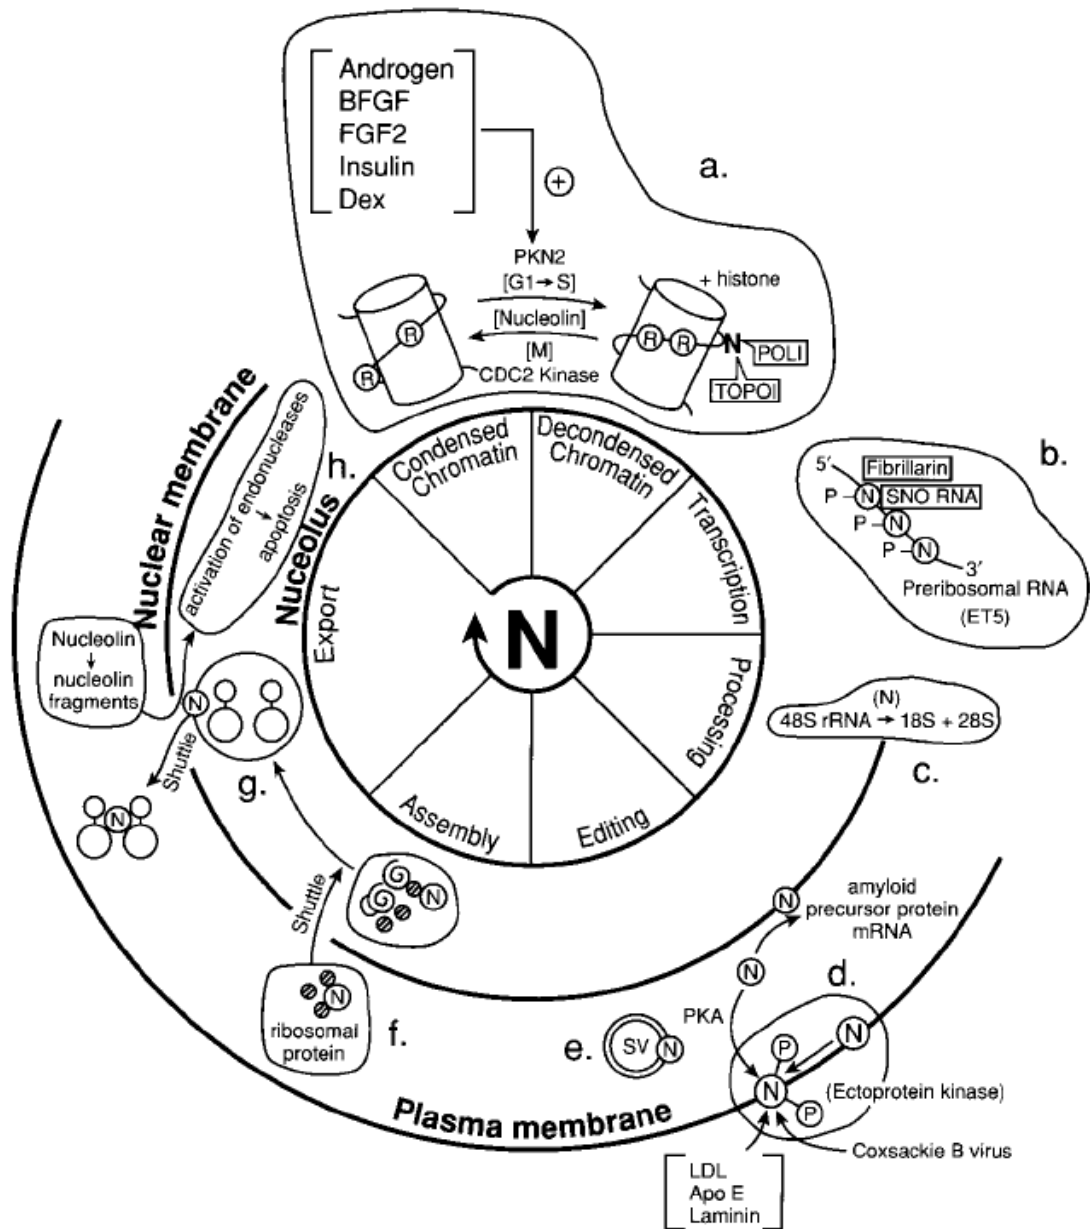 Androgen
BFGF
FGF2
Insulin
Dex
+
a.
PKN2
[G1→S]
[Nucleolin]
[M]
CDC2 Kinase
R
R
+ histone
R
R
N
POLI
TOPOI
Condensed
Chromatin
Decondensed
Chromatin
Transcription
Processing
Editing
Assembly
Export
N
Nuceolus
Nuclear membrane
h.
activation of endonucleases
→
apoptosis
b.
5′
Fibrillarin
P
N
SNO RNA
P
N
P
N
3′
Preribosomal RNA
(ET5)
(N)
48S rRNA → 18S + 28S
c.
Nucleolin
↓
nucleolin
fragments
N
Shuttle
N
g.
G
G
N
Shuttle
N
ribosomal
protein
f.
e.
SV
N
N
amyloid
precursor protein
mRNA
N
PKA
d.
P
N
N
P
(Ectoprotein kinase)
Coxsackie B virus
LDL
Apo E
Laminin
Plasma membrane